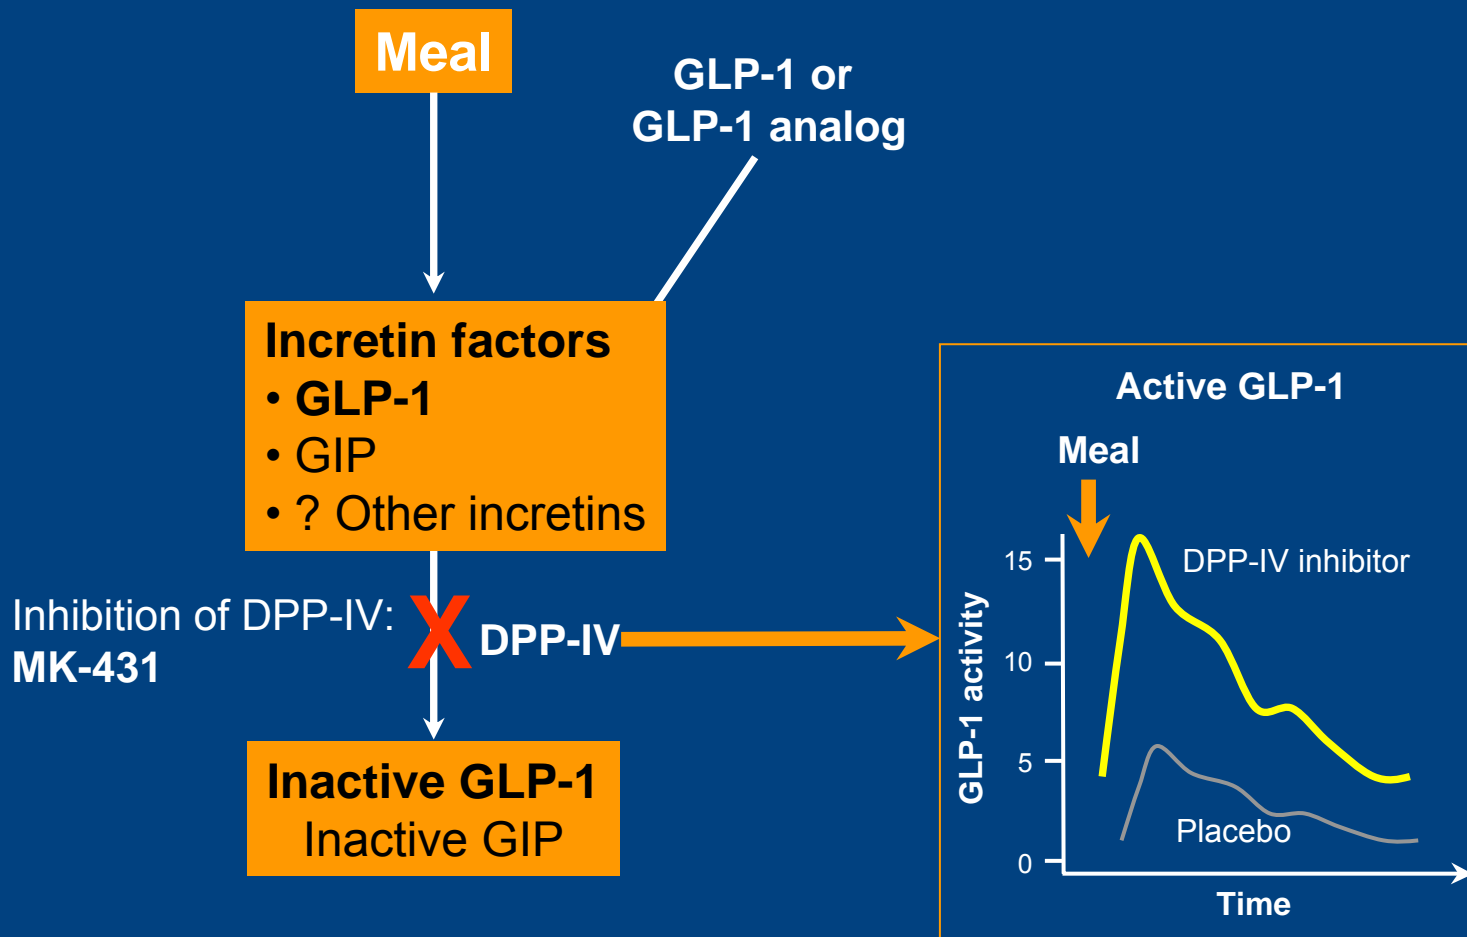 Meal
GLP-1 or
GLP-1 analog
Incretin factors
• GLP-1
• GIP
• ? Other incretins
Inhibition of DPP-IV:
MK-431
X
DPP-IV
Inactive GLP-1
Inactive GIP
Active GLP-1
Meal
DPP-IV inhibitor
Placebo
GLP-1 activity
15
10
5
0
Time